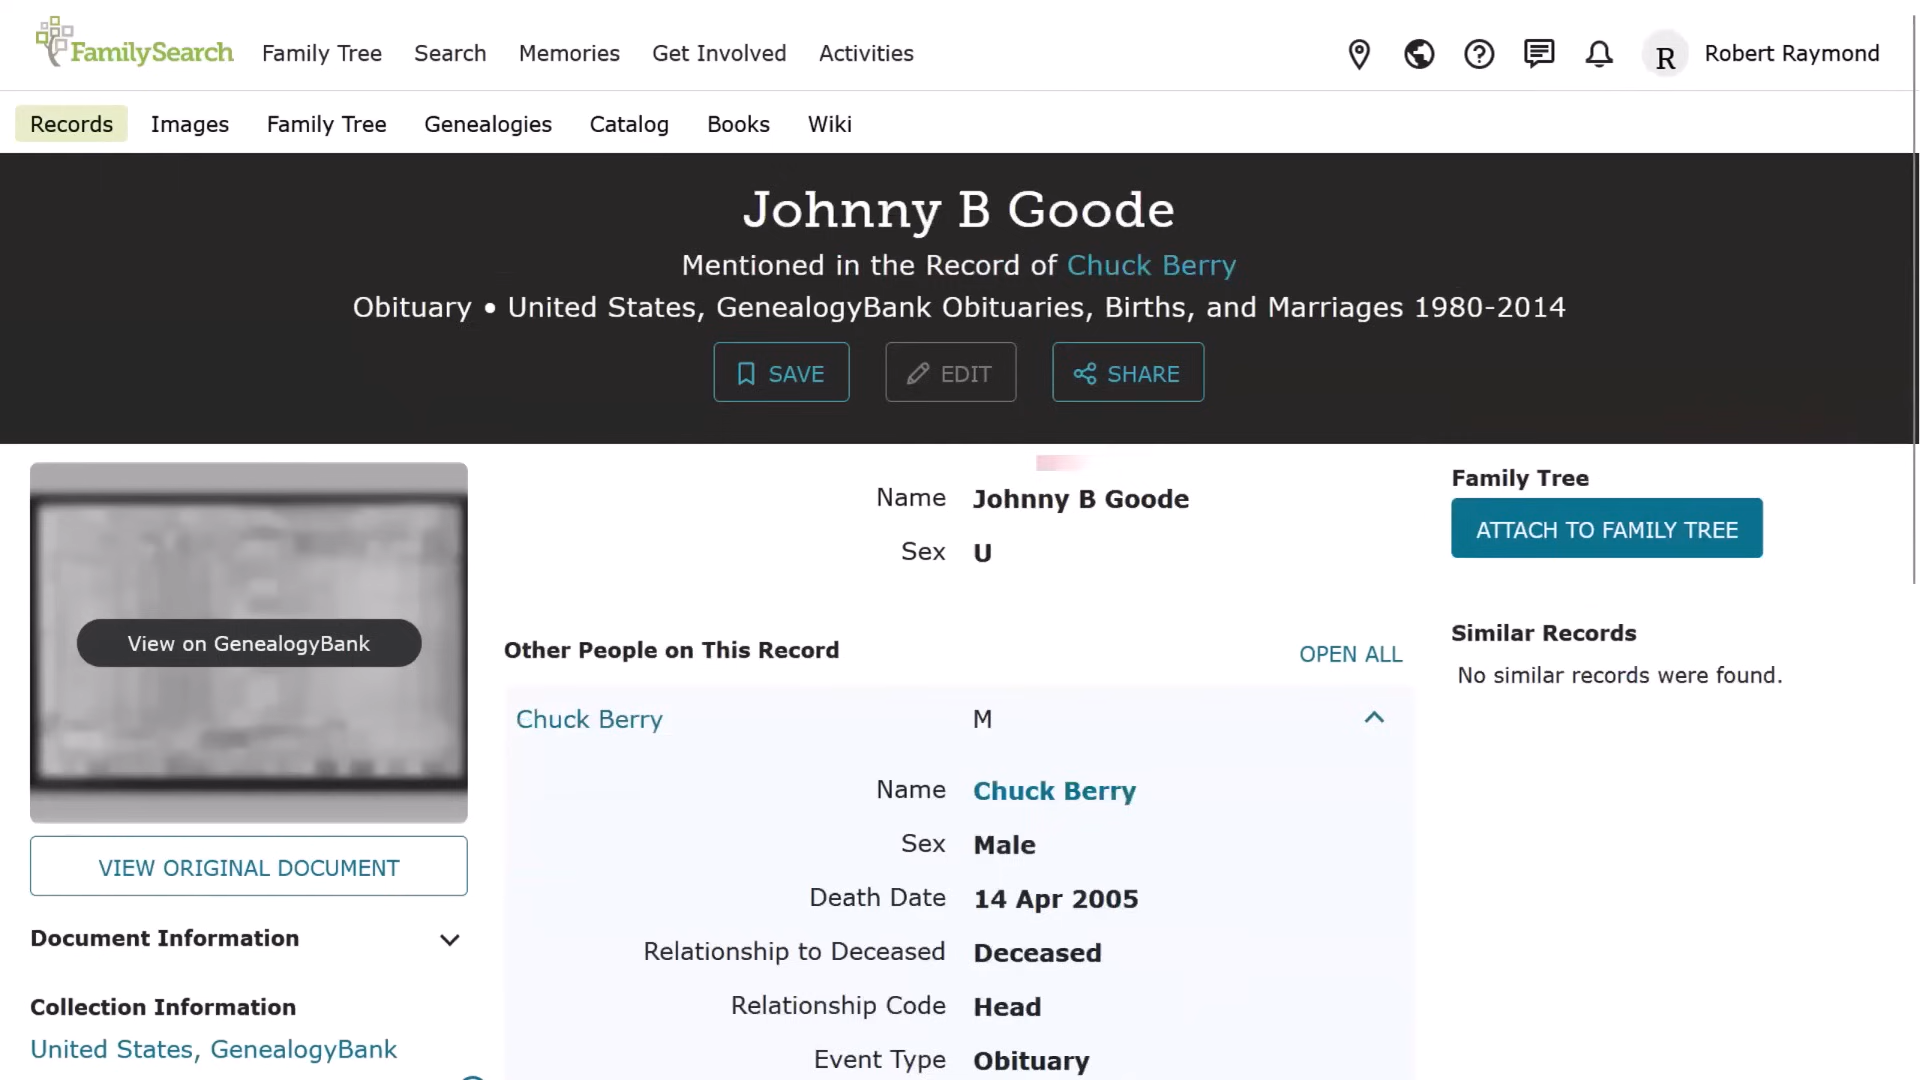 FamilySearch Family Tree Search Memories Get Involved Activities R Robert Raymond
Records Images Family Tree Genealogies Catalog Books Wiki
Johnny B Goode
Mentioned in the Record of Chuck Berry
Obituary • United States, GenealogyBank Obituaries, Births, and Marriages 1980-2014
SAVE EDIT SHARE
View on GenealogyBank
VIEW ORIGINAL DOCUMENT
Document Information
Collection Information
United States, GenealogyBank
Name Johnny B Goode
Sex U
Other People on This Record OPEN ALL
Chuck Berry M
Name Chuck Berry
Sex Male
Death Date 14 Apr 2005
Relationship to Deceased Deceased
Relationship Code Head
Event Type Obituary
Family Tree
ATTACH TO FAMILY TREE
Similar Records
No similar records were found.